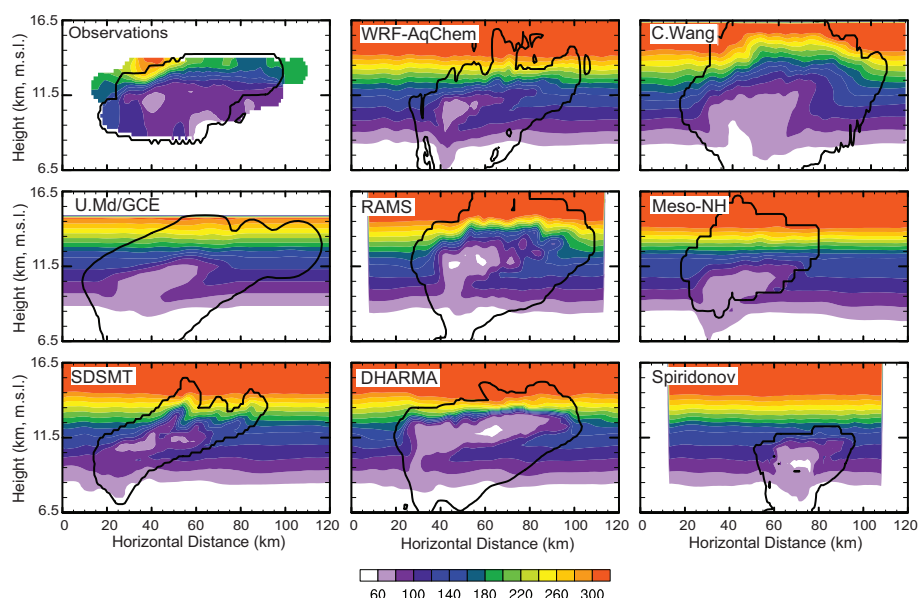 Observations
WRF-AqChem
C.Wang
16.5
11.5
6.5
Height (km, m.s.l.)
U.Md/GCE
RAMS
Meso-NH
16.5
11.5
6.5
Height (km, m.s.l.)
SDSMT
DHARMA
Spiridonov
16.5
11.5
6.5
Height (km, m.s.l.)
0 20 40 60 80 100 120
0 20 40 60 80 100 120
0 20 40 60 80 100 120
Horizontal Distance (km)
Horizontal Distance (km)
Horizontal Distance (km)
60 100 140 180 220 260 300